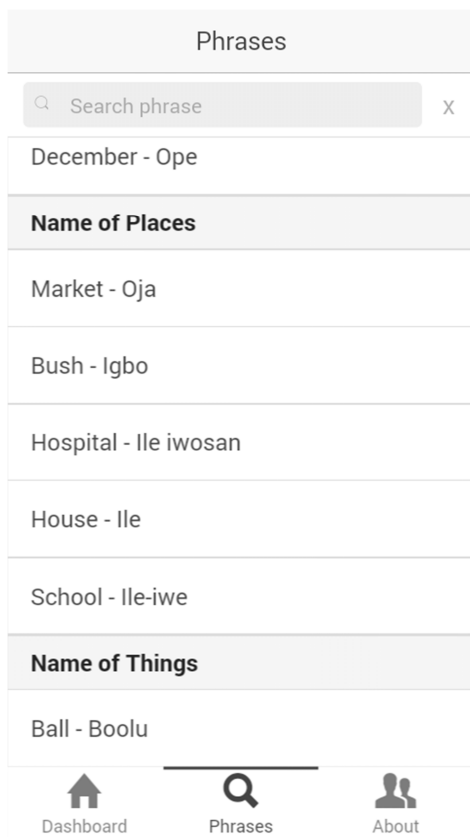 Phrases
Search phrase x
December - Ope
Name of Places
Market - Oja
Bush - Igbo
Hospital - Ile iwosan
House - Ile
School - Ile-iwe
Name of Things
Ball - Boolu
Dashboard Phrases About